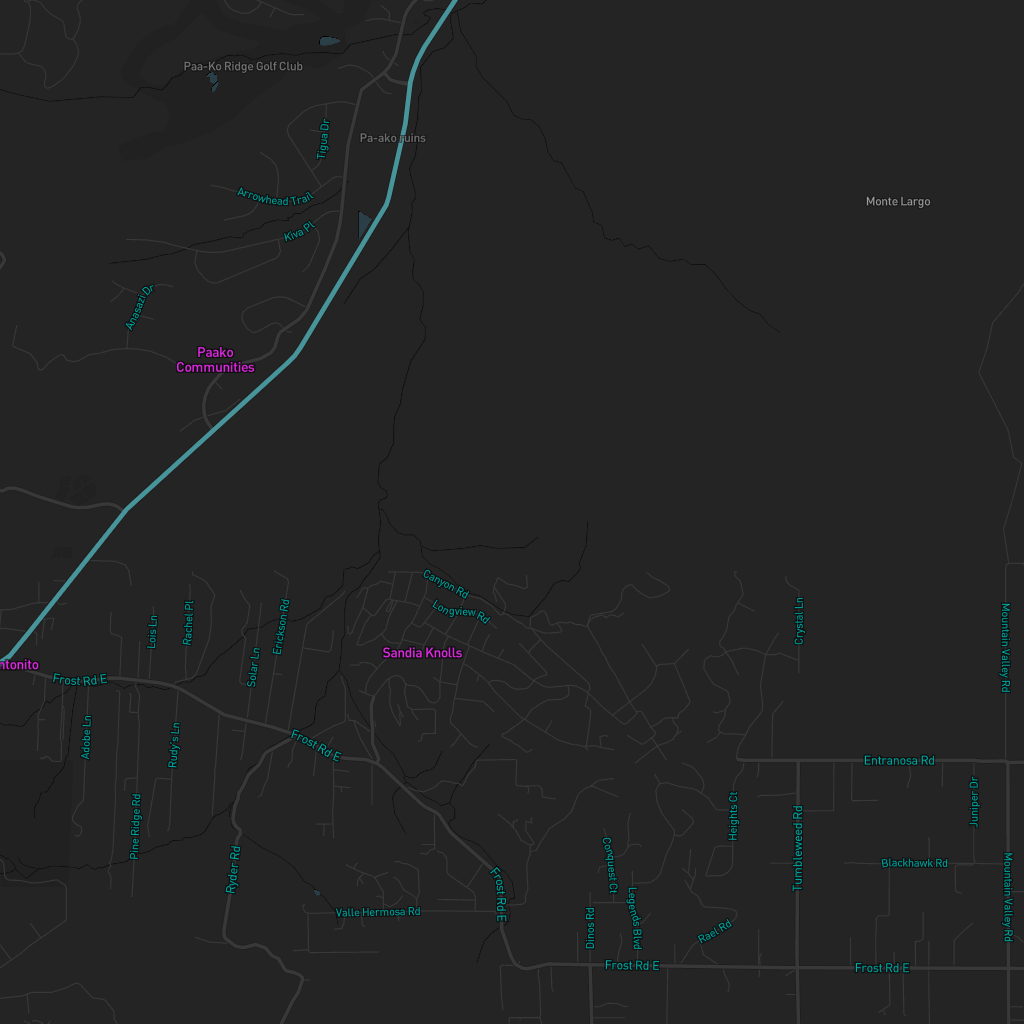 Paa-Ko Ridge Golf Club
Tigua Dr
Pa-ako ruins
Arrowhead Trail
Monte Largo
Kiva Pl
Anasazi Dr
Paako
Communities
Canyon Rd
Longview Rd
Crystal Ln
Lois Ln
Rachel Pl
Erickson Rd
Solar Ln
Sandia Knolls
Mountain Valley Rd
ntonito
Frost Rd E
Adobe Ln
Rudy's Ln
Frost Rd E
Entranosa Rd
Pine Ridge Rd
Heights Ct
Juniper Dr
Tumbleweed Rd
Ryder Rd
Conquest Ct
Blackhawk Rd
Mountain Valley Rd
Frost Rd E
Valle Hermosa Rd
Dinos Rd
Legends Blvd
Rael Rd
Frost Rd E
Frost Rd E